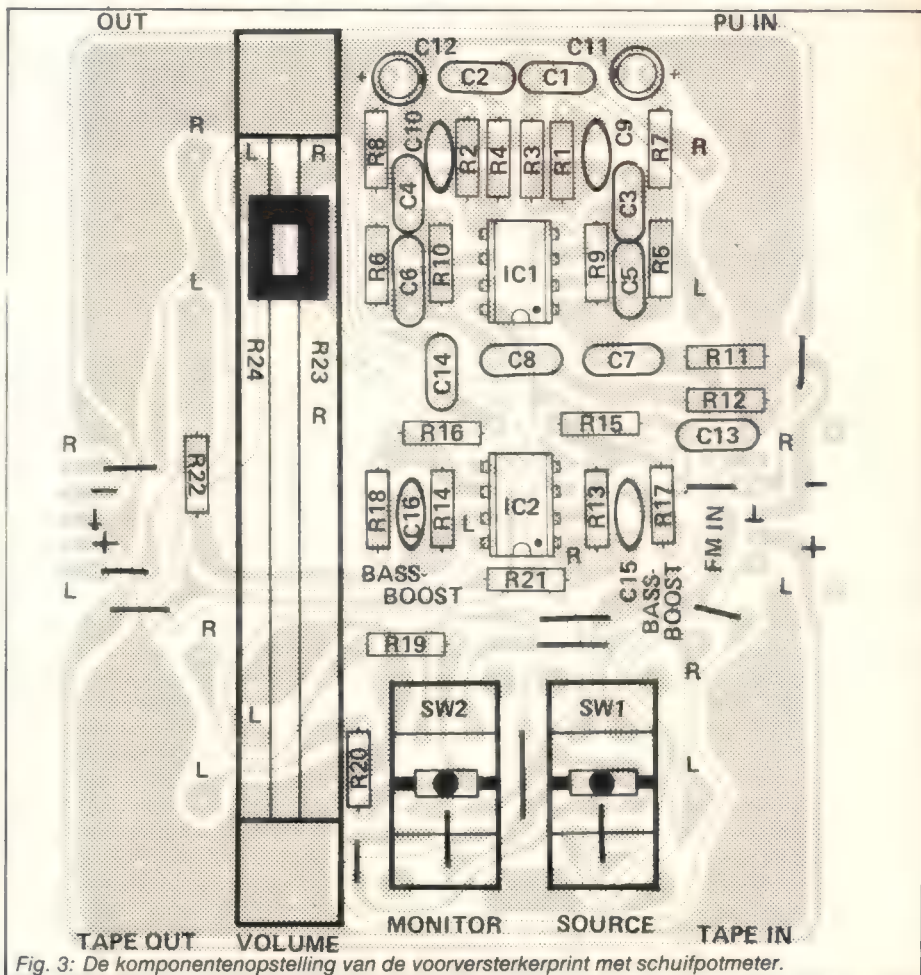 OUT
PU IN
C12
C11
C2
C1
+
+
R
R8
C10
R2
R4
R3
R1
C9
R7
R
L
R
C4
C3
L
R6
C6
R10
IC1
R9
C5
R5
L
R24
R23
R
C14
C8
C7
R11
R12
R16
R15
C13
R
R
R22
R18
C16
R14
L
IC2
R
R13
C15
R17
FM IN
-
+
-
+
L
L
BASS-
BOOST
R21
BASS-
BOOST
R
R19
R
SW2
SW1
L
L
R20
L
MONITOR
SOURCE
TAPE OUT
VOLUME
TAPE IN
Fig. 3: De komponentenopstelling van de voorversterkerprint met schuifpotmeter.